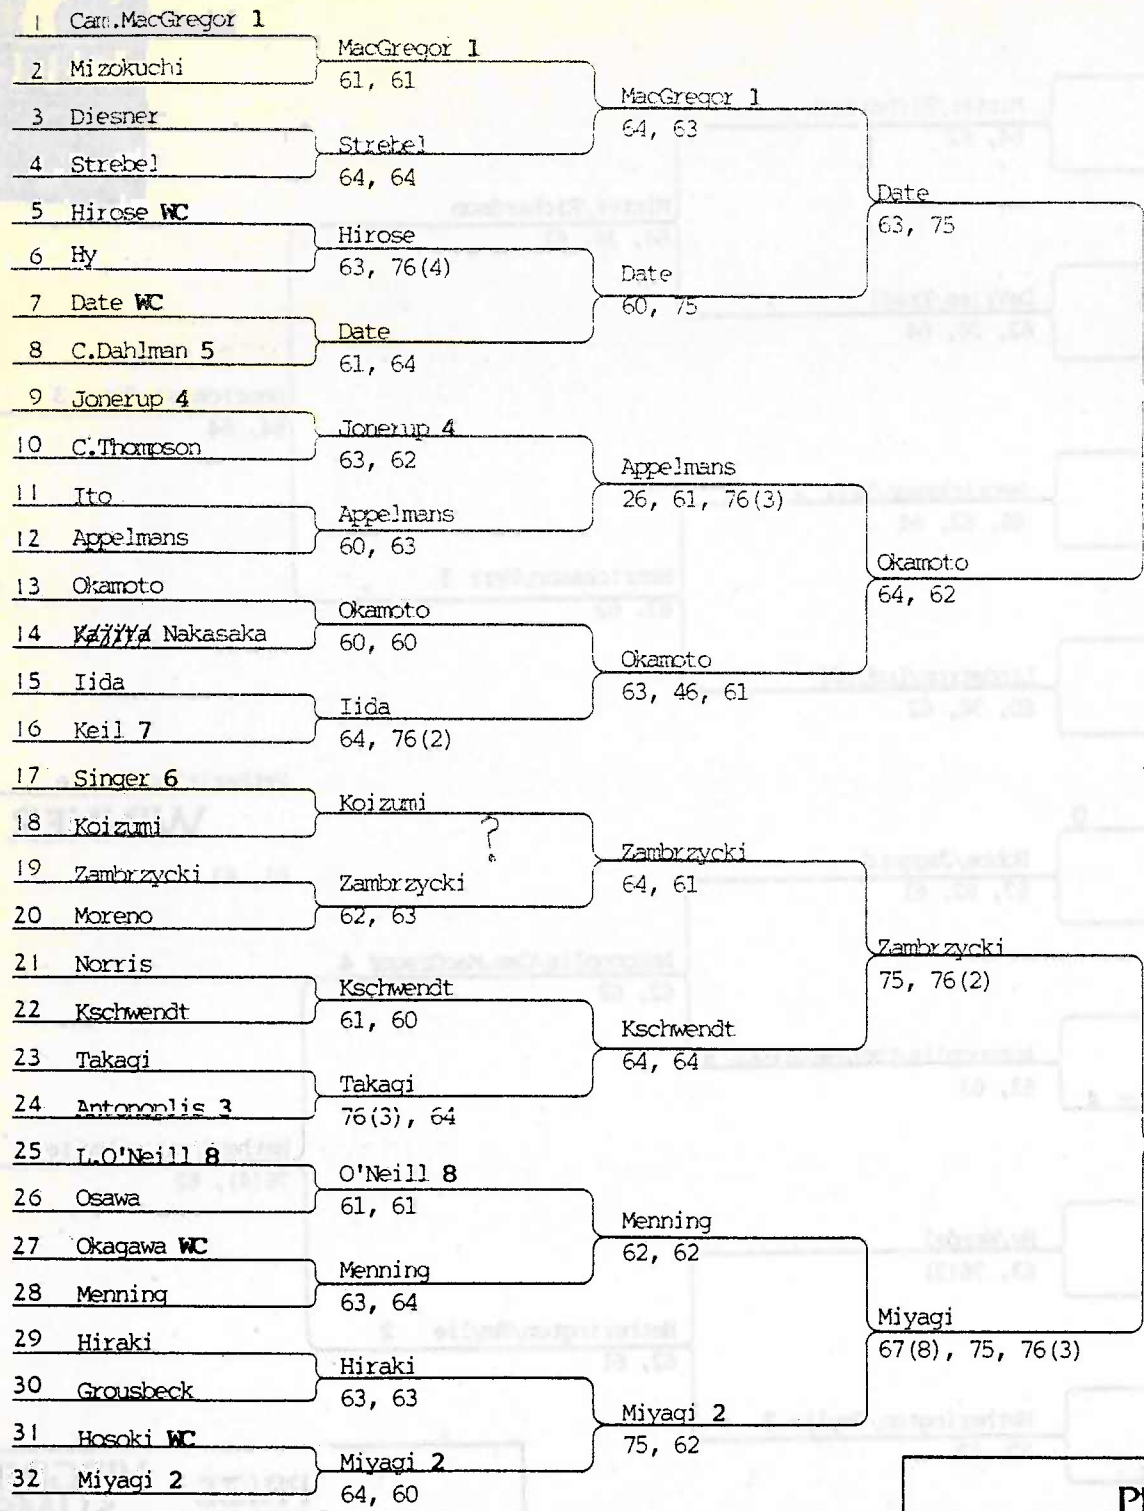 1 Cam.MacGregor 1
2 Mizokuchi
3 Diesner
4 Strebel
5 Hirose WC
6 Hy
7 Date WC
8 C.Dahlman 5
9 Jonerup 4
10 C.Thompson
11 Ito
12 Appelmans
13 Okamoto
14 Kajita Nakasaka
15 Iida
16 Keil 7
17 Singer 6
18 Koizumi
19 Zambrzycki
20 Moreno
21 Norris
22 Kschwendt
23 Takagi
24 Antonoplis 3
25 L.O'Neill 8
26 Osawa
27 Okagawa WC
28 Menning
29 Hiraki
30 Grousbeck
31 Hosoki WC
32 Miyagi 2
MacGregor 1
61, 61
Strebel
64, 64
Hirose
63, 76(4)
Date
61, 64
Jonerup 4
63, 62
Appelmans
60, 63
Okamoto
60, 60
Iida
64, 76(2)
Koizumi
?
Zambrzycki
62, 63
Kschwendt
61, 60
Takagi
76(3), 64
O'Neill 8
61, 61
Menning
63, 64
Hiraki
63, 63
Miyagi 2
64, 60
MacGregor 1
64, 63
Date
60, 75
Appelmans
26, 61, 76(3)
Okamoto
63, 46, 61
Zambrzycki
64, 61
Kschwendt
64, 64
Menning
62, 62
Miyagi 2
75, 62
Date
63, 75
Okamoto
64, 62
Zambrzycki
75, 76(2)
Miyagi
67(8), 75, 76(3)